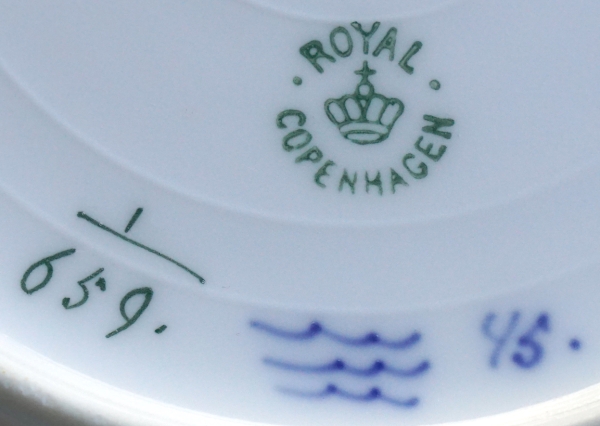 · ROYAL ·
COPENHAGEN
1
659.
45.